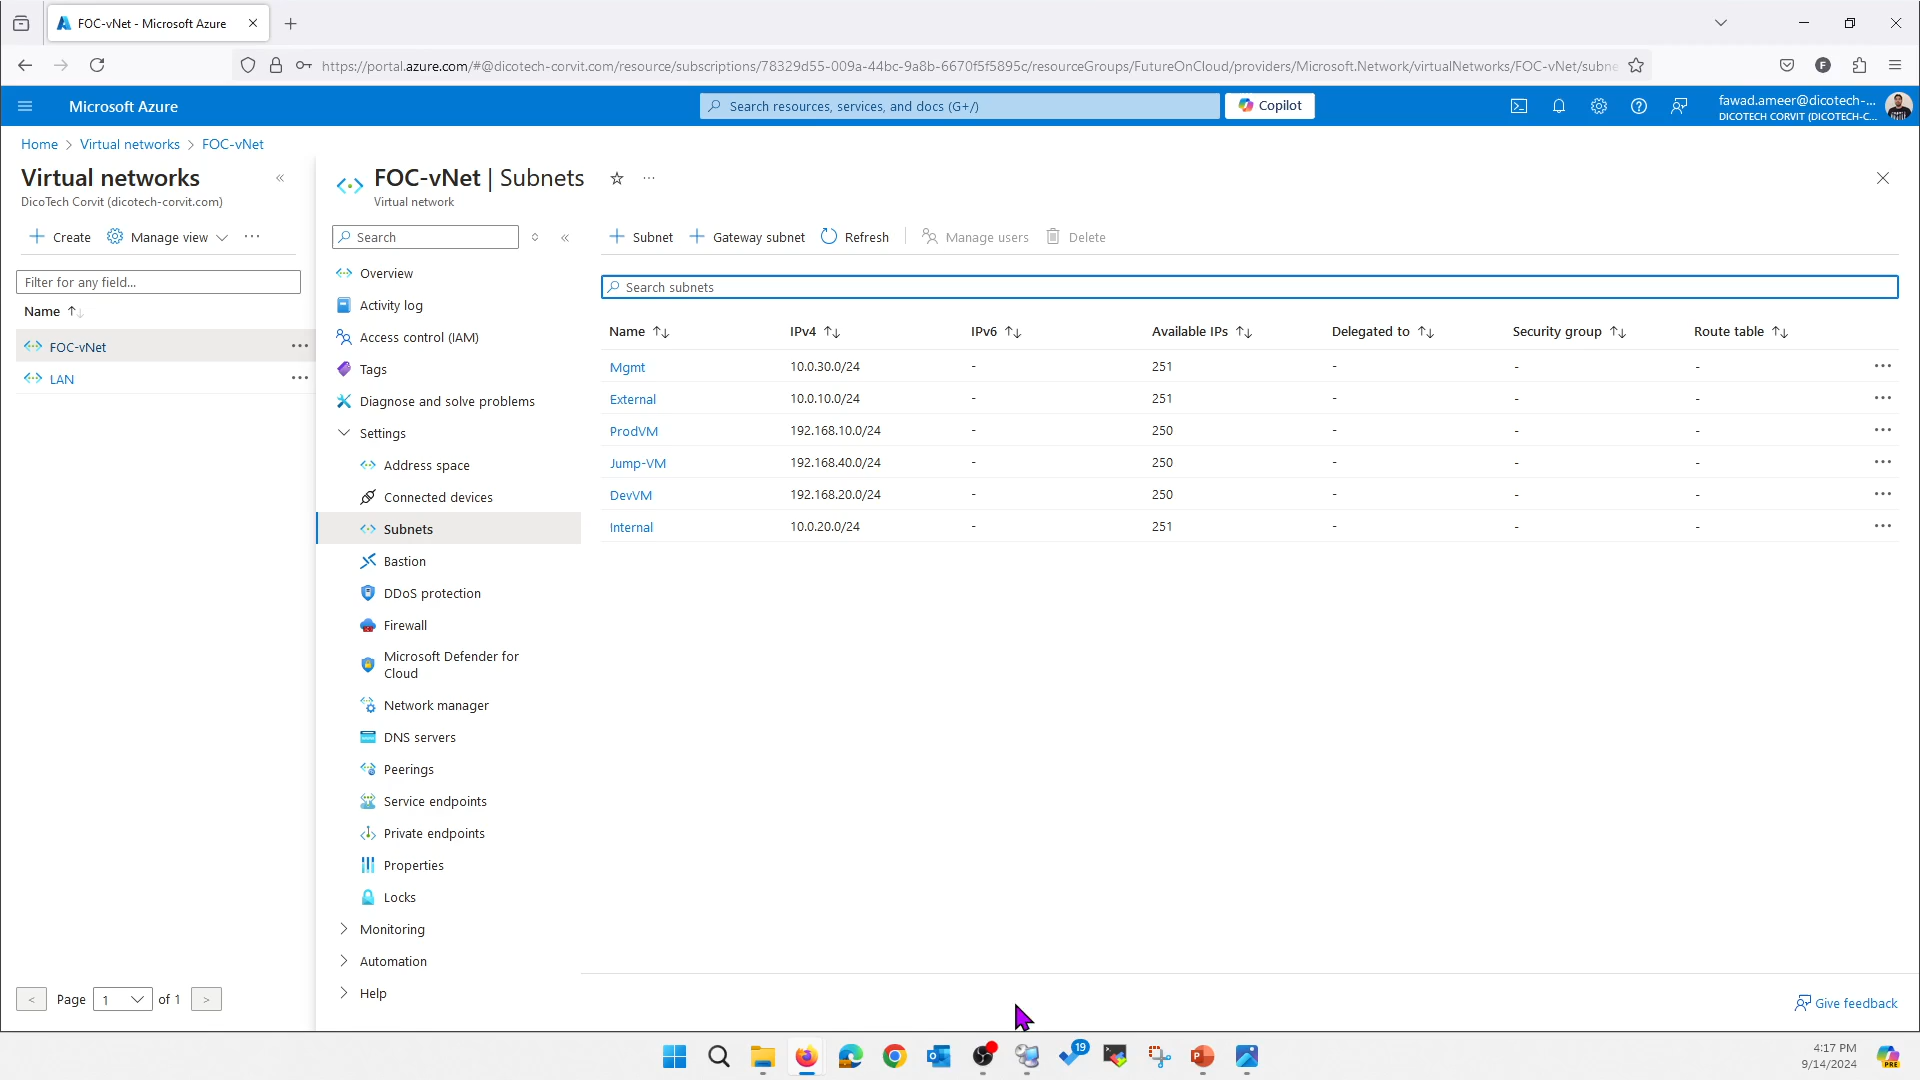 FOC-vNet - Microsoft Azure
https://portal.azure.com/#@dicotech-corvit.com/resource/subscriptions/78329d55-009a-44bc-9a8b-6670f5f5895c/resourceGroups/FutureOnCloud/providers/Microsoft.Network/virtualNetworks/FOC-vNet/subne
F
Microsoft Azure
Search resources, services, and docs (G+/)
Copilot
fawad.ameer@dicotech-...
DICOTECH CORVIT (DICOTECH-C...
Home > Virtual networks > FOC-vNet
Virtual networks
DicoTech Corvit (dicotech-corvit.com)
Create
Manage view
Filter for any field...
Name
FOC-vNet
LAN
< Page 1 of 1 >
FOC-vNet | Subnets
Virtual network
Search
Overview
Activity log
Access control (IAM)
Tags
Diagnose and solve problems
Settings
Address space
Connected devices
Subnets
Bastion
DDoS protection
Firewall
Microsoft Defender for
Cloud
Network manager
DNS servers
Peerings
Service endpoints
Private endpoints
Properties
Locks
Monitoring
Automation
Help
Subnet
Gateway subnet
Refresh
Manage users
Delete
Search subnets
Name IPv4 IPv6 Available IPs Delegated to Security group Route table
Mgmt 10.0.30.0/24 - 251 - - -
External 10.0.10.0/24 - 251 - - -
ProdVM 192.168.10.0/24 - 250 - - -
Jump-VM 192.168.40.0/24 - 250 - - -
DevVM 192.168.20.0/24 - 250 - - -
Internal 10.0.20.0/24 - 251 - - -
Give feedback
19
4:17 PM
9/14/2024
PRE